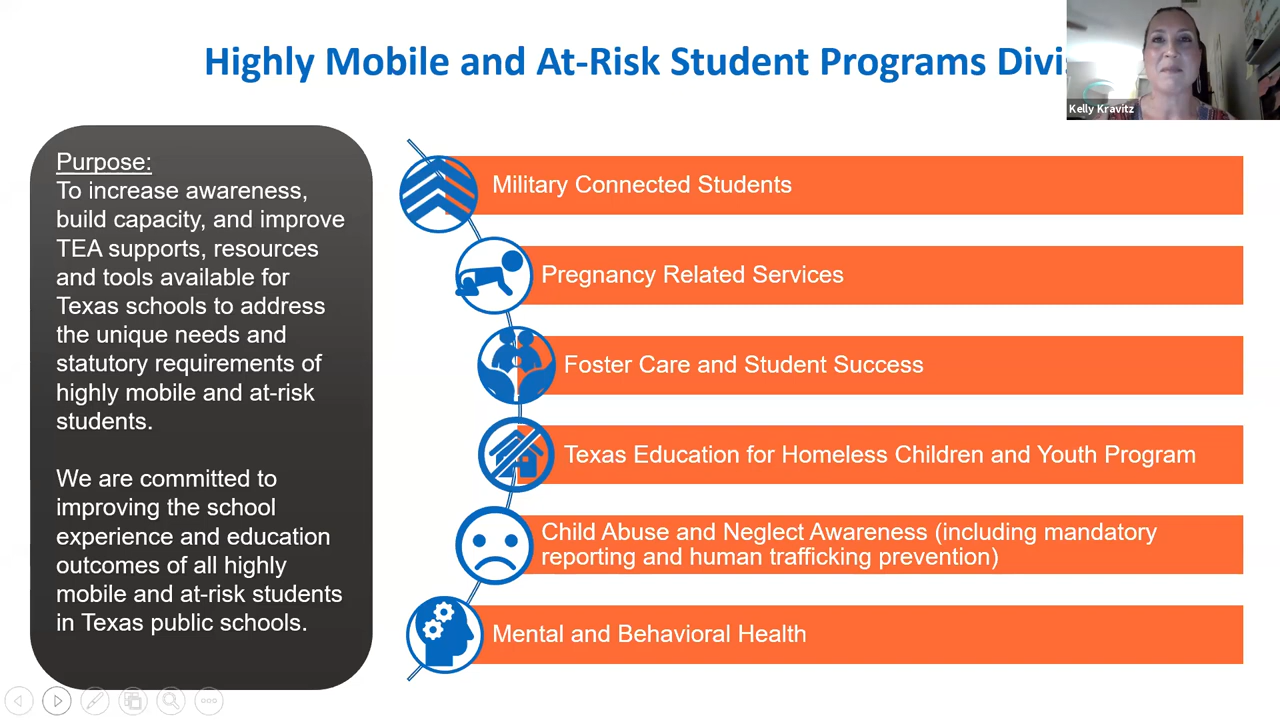 Highly Mobile and At-Risk Student Programs Divi
Kelly Kravitz
Purpose:
To increase awareness,
build capacity, and improve
TEA supports, resources
and tools available for
Texas schools to address
the unique needs and
statutory requirements of
highly mobile and at-risk
students.
We are committed to
improving the school
experience and education
outcomes of all highly
mobile and at-risk students
in Texas public schools.
Military Connected Students
Pregnancy Related Services
Foster Care and Student Success
Texas Education for Homeless Children and Youth Program
Child Abuse and Neglect Awareness (including mandatory
reporting and human trafficking prevention)
Mental and Behavioral Health